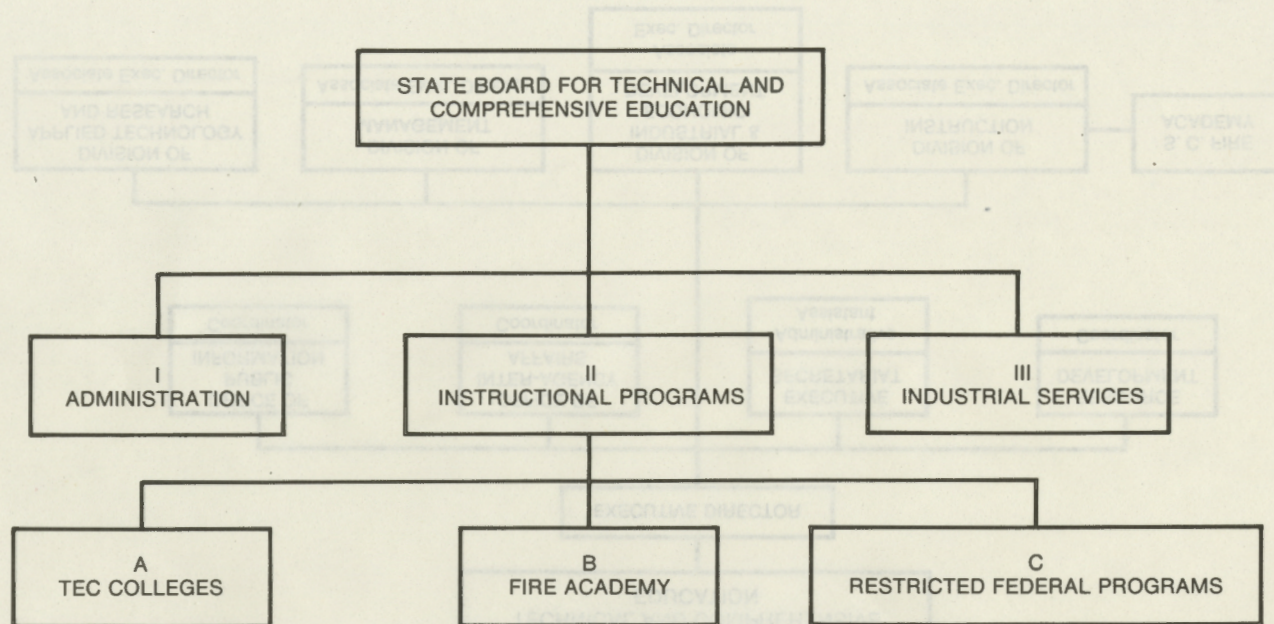 STATE BOARD FOR TECHNICAL AND
COMPREHENSIVE EDUCATION
I
ADMINISTRATION
II
INSTRUCTIONAL PROGRAMS
III
INDUSTRIAL SERVICES
A
TEC COLLEGES
B
FIRE ACADEMY
C
RESTRICTED FEDERAL PROGRAMS